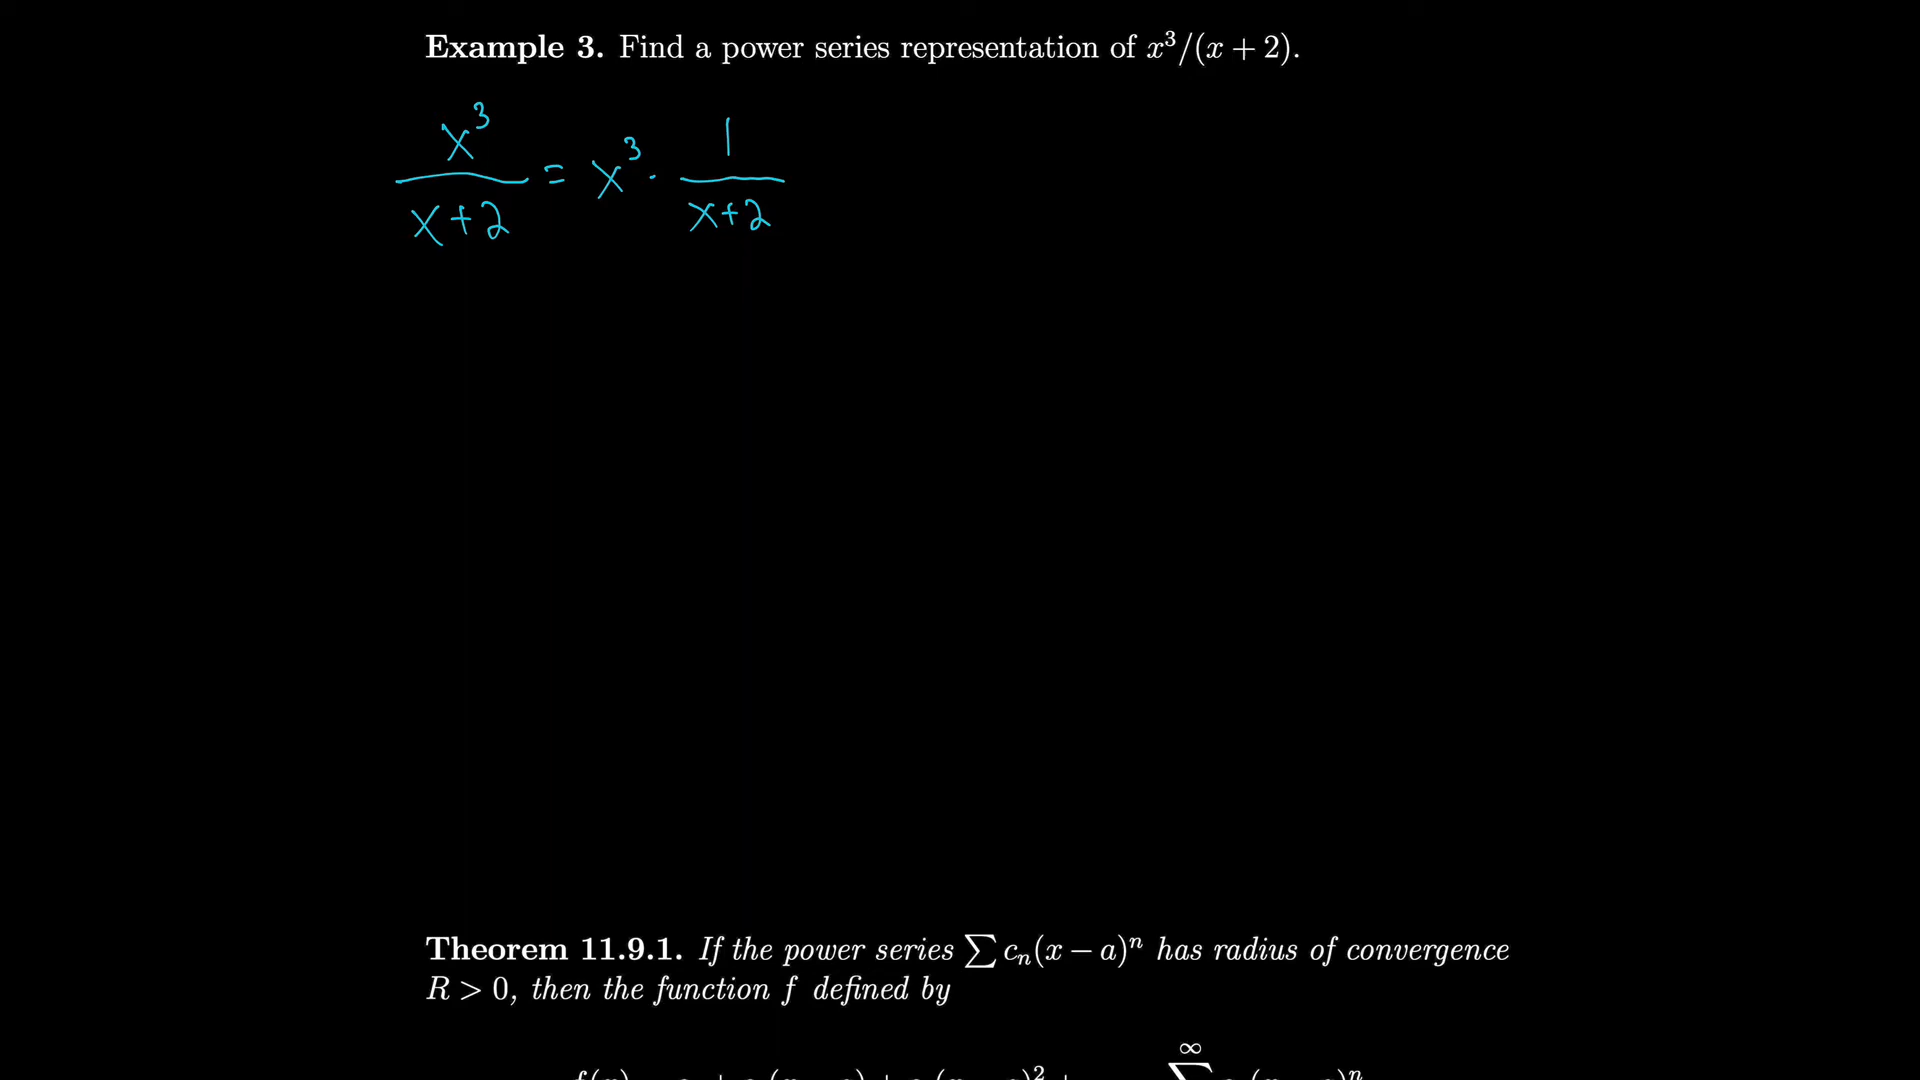 Example 3. Find a power series representation of x³/(x + 2).
x³/(x+2) = x³ · 1/(x+2)
Theorem 11.9.1. If the power series ∑ cₙ(x − a)ⁿ has radius of convergence
R > 0, then the function f defined by